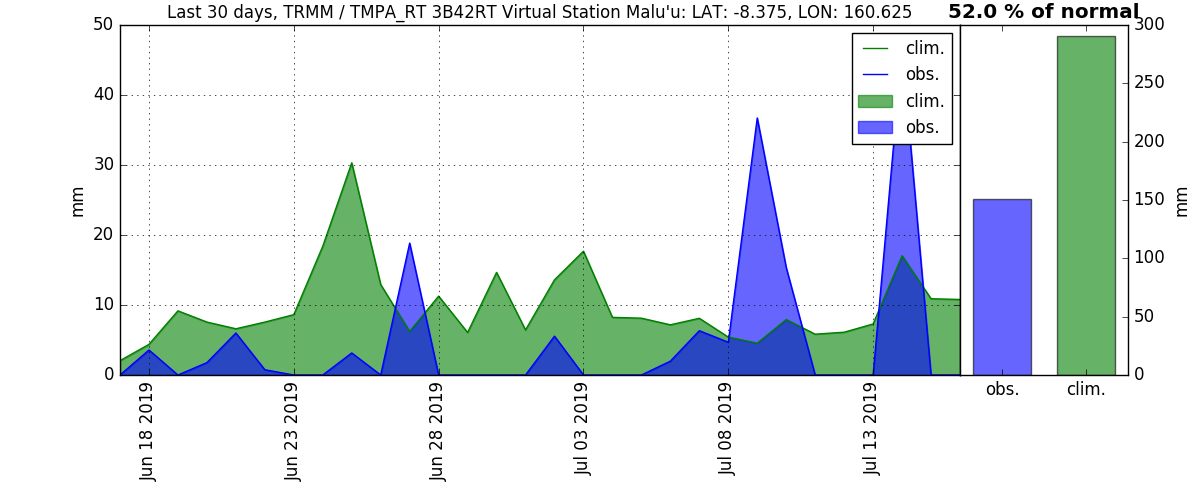 Last 30 days, TRMM / TMPA_RT 3B42RT Virtual Station Malu'u: LAT: -8.375, LON: 160.625
52.0 % of normal
50
40
30
20
10
0
mm
clim.
obs.
clim.
obs.
Jun 18 2019
Jun 23 2019
Jun 28 2019
Jul 03 2019
Jul 08 2019
Jul 13 2019
300
250
200
150
100
50
0
mm
obs.
clim.